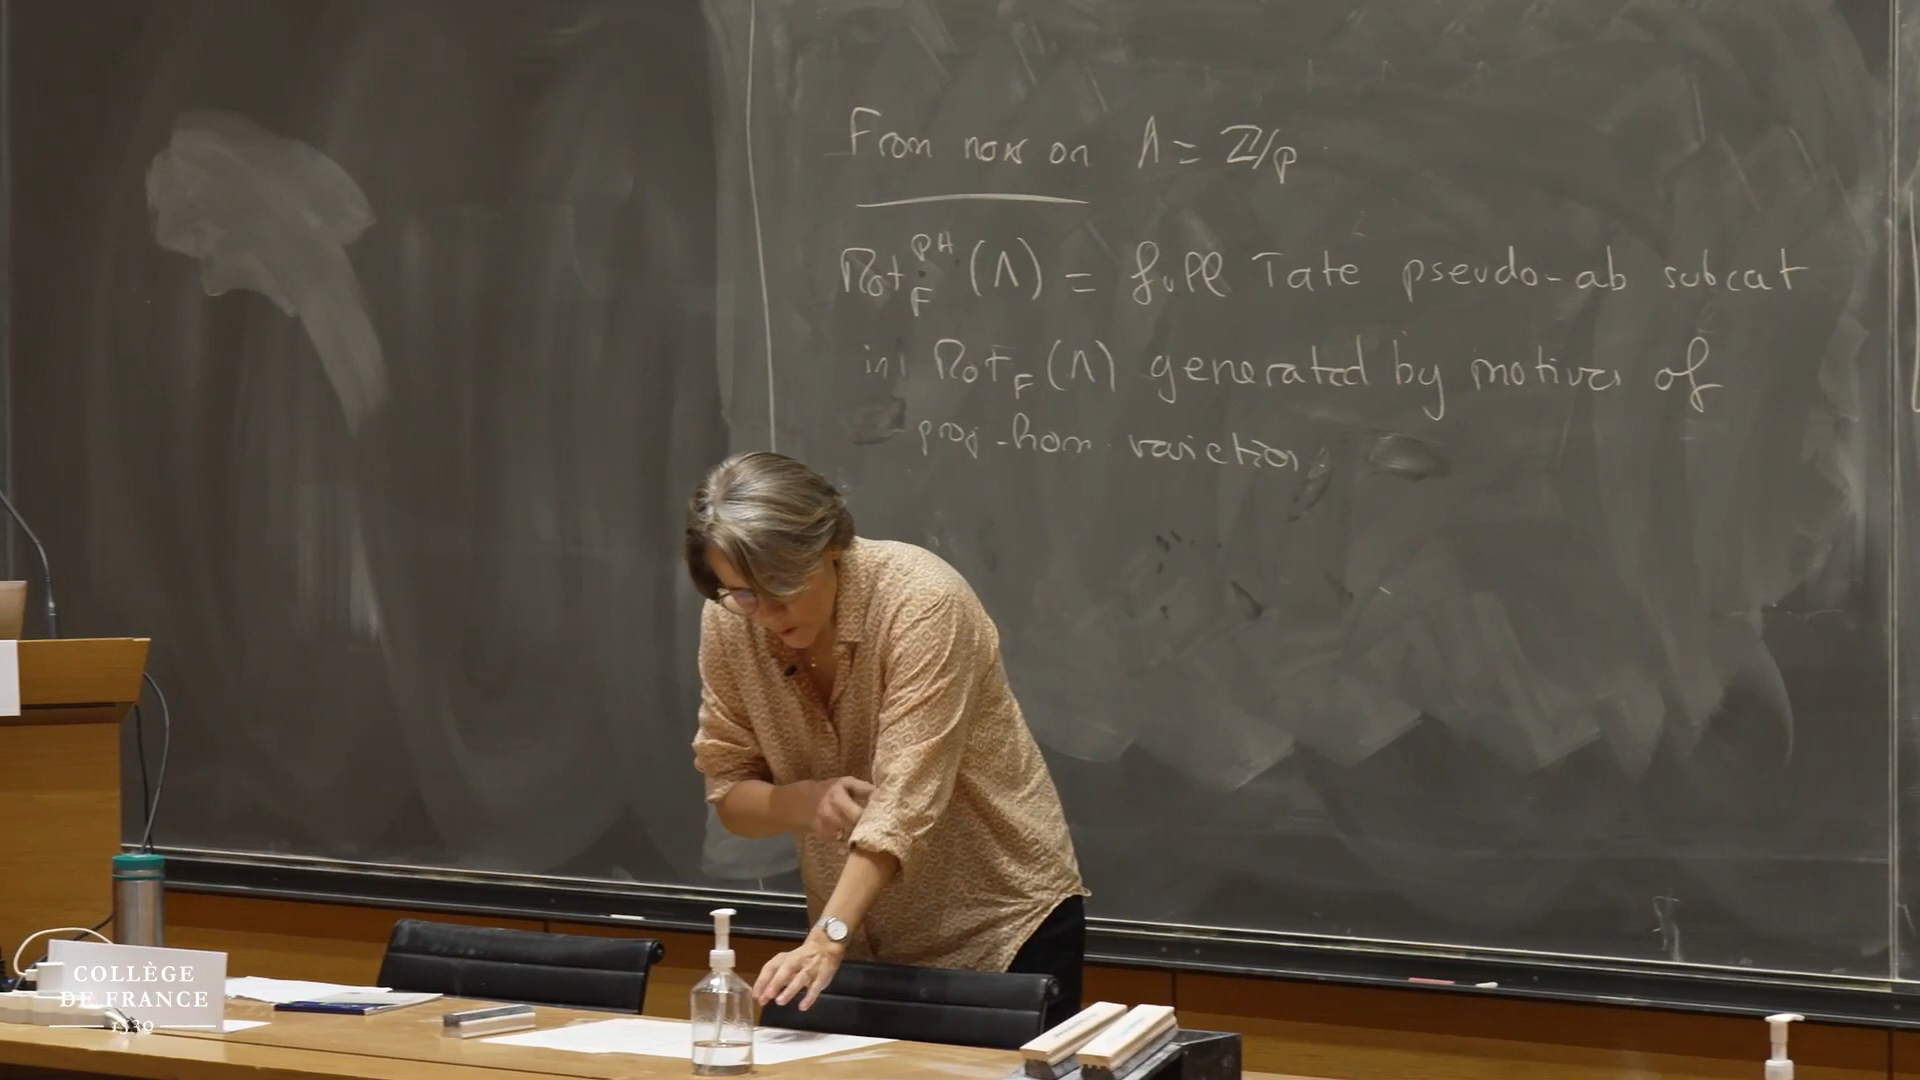 From now on Λ = Z/p
Mot_F^{PH} (Λ) = full Tate pseudo-ab subcat
in Mot_F (Λ) generated by motives of
proj-hom. varieties.
COLLÈGE
DE FRANCE
1530